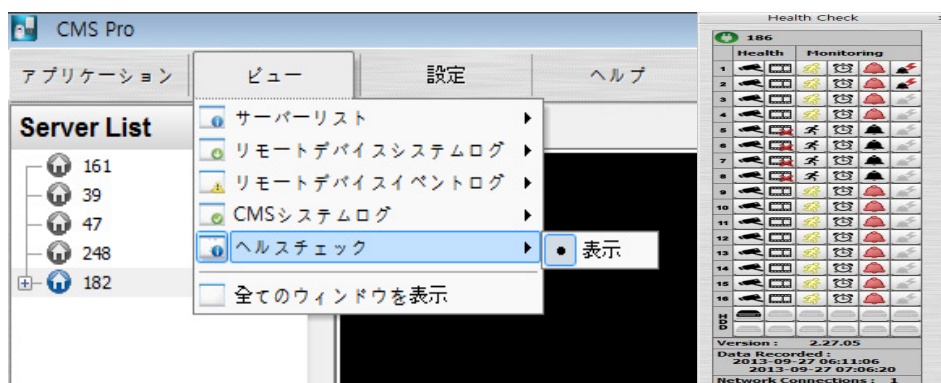 CMS Pro
アプリケーション ビュー 設定 ヘルプ
Server List
161
39
47
248
182
サーバーリスト
リモートデバイスシステムログ
リモートデバイスイベントログ
CMSシステムログ
ヘルスチェック
表示
全てのウィンドウを表示
Health Check
186
Health Monitoring
1
2
3
4
5
6
7
8
9
10
11
12
13
14
15
16
HDD
Version : 2.27.05
Data Recorded :
2013-09-27 06:11:06
2013-09-27 07:06:20
Network Connections : 1